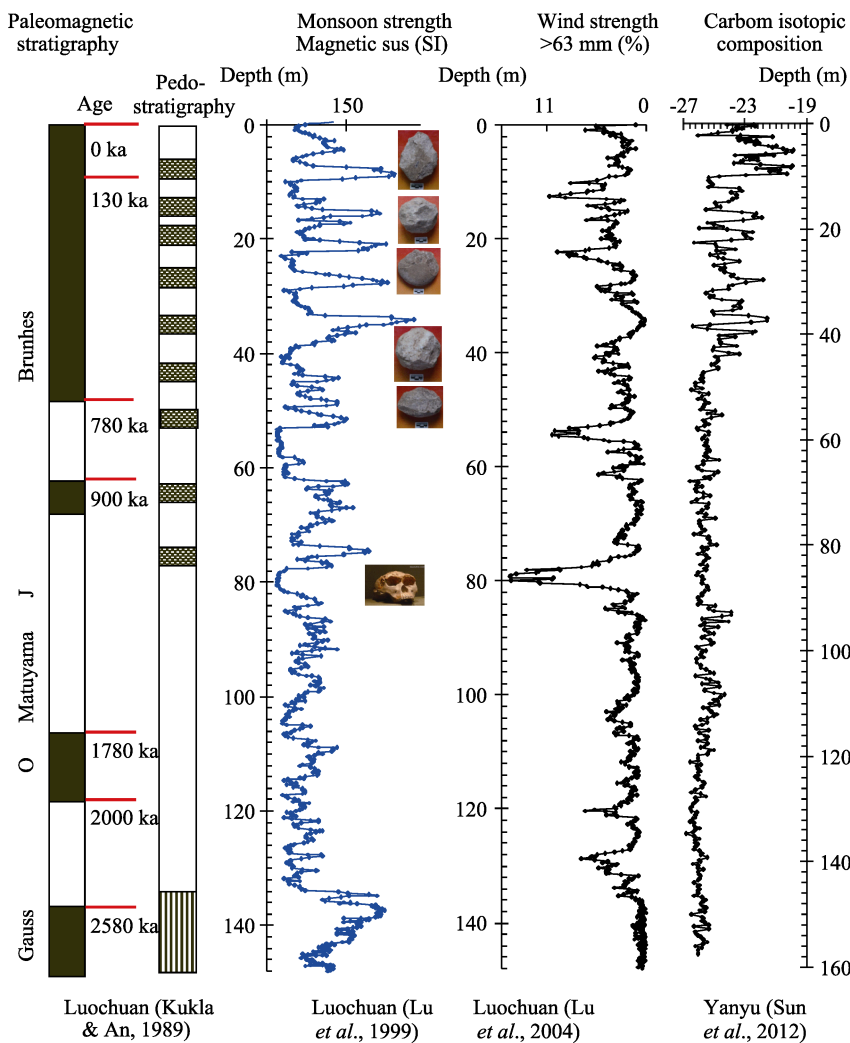 Paleomagnetic
stratigraphy
Monsoon strength
Magnetic sus (SI)
Wind strength
>63 mm (%)
Carbom isotopic
composition
Age
Pedo-
stratigraphy
Depth (m)
150
Depth (m)
11
0
Depth (m)
-27
-23
-19
0 ka
130 ka
780 ka
900 ka
1780 ka
2000 ka
2580 ka
Brunhes
J
Matuyama
O
Gauss
0
20
40
60
80
100
120
140
0
20
40
60
80
100
120
140
0
20
40
60
80
100
120
140
160
Luochuan (Kukla
& An, 1989)
Luochuan (Lu
et al., 1999)
Luochuan (Lu
et al., 2004)
Yanyu (Sun
et al., 2012)